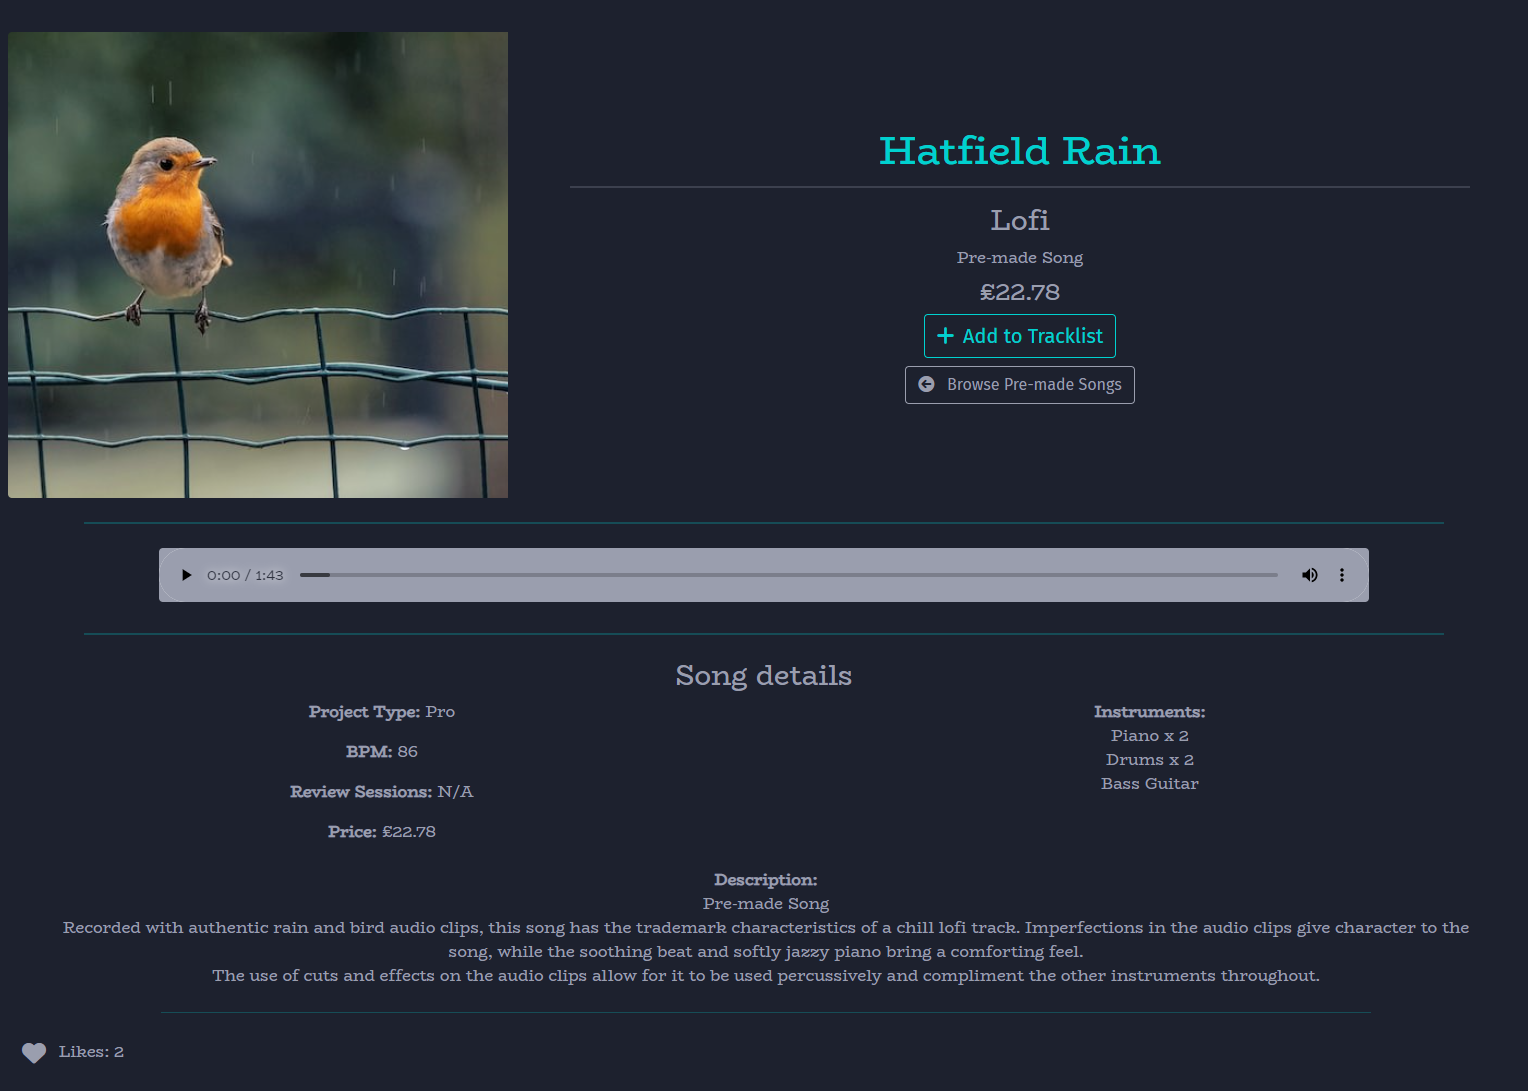 Hatfield Rain
Lofi
Pre-made Song
£22.78
Add to Tracklist
Browse Pre-made Songs
0:00 / 1:43
Song details
Project Type: Pro
BPM: 86
Review Sessions: N/A
Price: £22.78
Instruments:
Piano x 2
Drums x 2
Bass Guitar
Description:
Pre-made Song
Recorded with authentic rain and bird audio clips, this song has the trademark characteristics of a chill lofi track. Imperfections in the audio clips give character to the
song, while the soothing beat and softly jazzy piano bring a comforting feel.
The use of cuts and effects on the audio clips allow for it to be used percussively and compliment the other instruments throughout.
Likes: 2